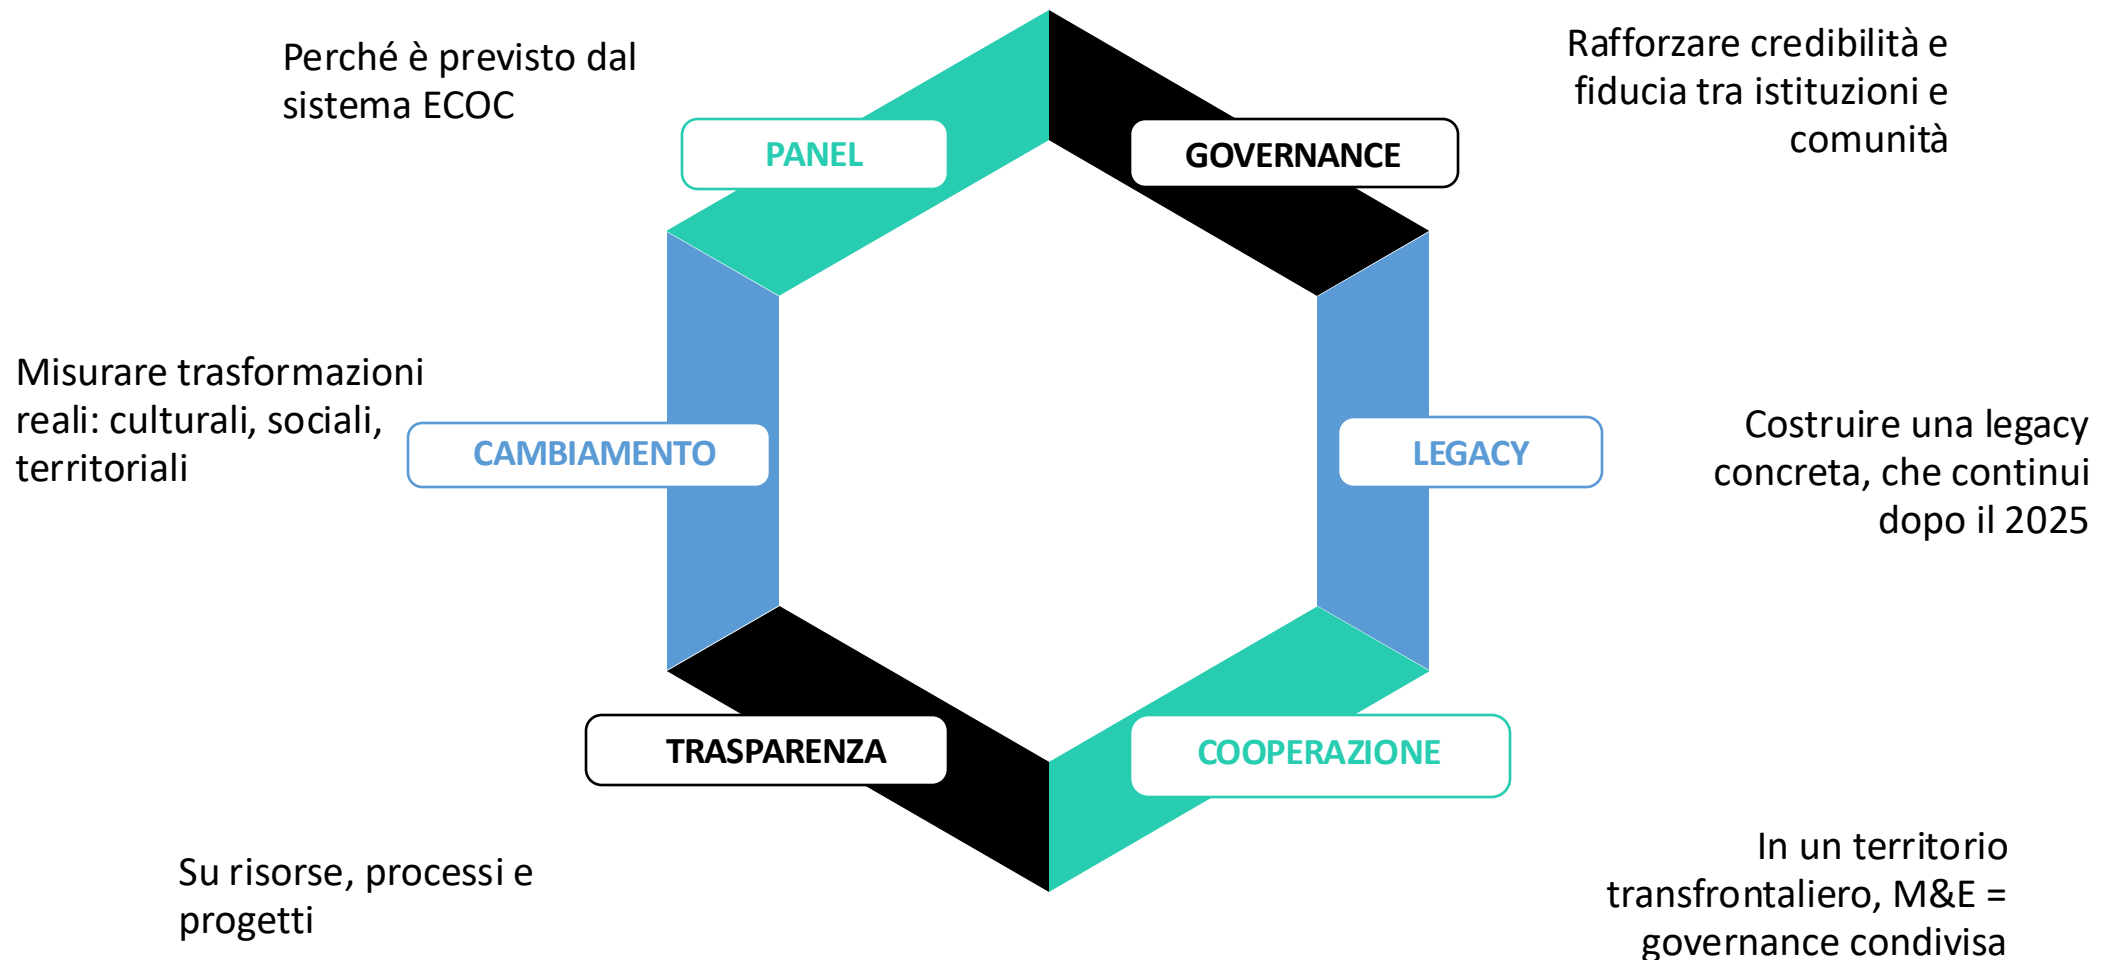 Perché è previsto dal
sistema ECOC
PANEL
GOVERNANCE
Rafforzare credibilità e
fiducia tra istituzioni e
comunità
Misurare trasformazioni
reali: culturali, sociali,
territoriali
CAMBIAMENTO
LEGACY
Costruire una legacy
concreta, che continui
dopo il 2025
TRASPARENZA
COOPERAZIONE
Su risorse, processi e
progetti
In un territorio
transfrontaliero, M&E =
governance condivisa